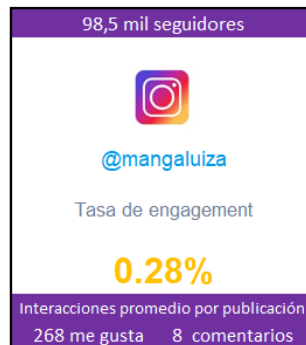 98,5 mil seguidores
@mangaluiza
Tasa de engagement
0.28%
Interacciones promedio por publicación
268 me gusta 8 comentarios